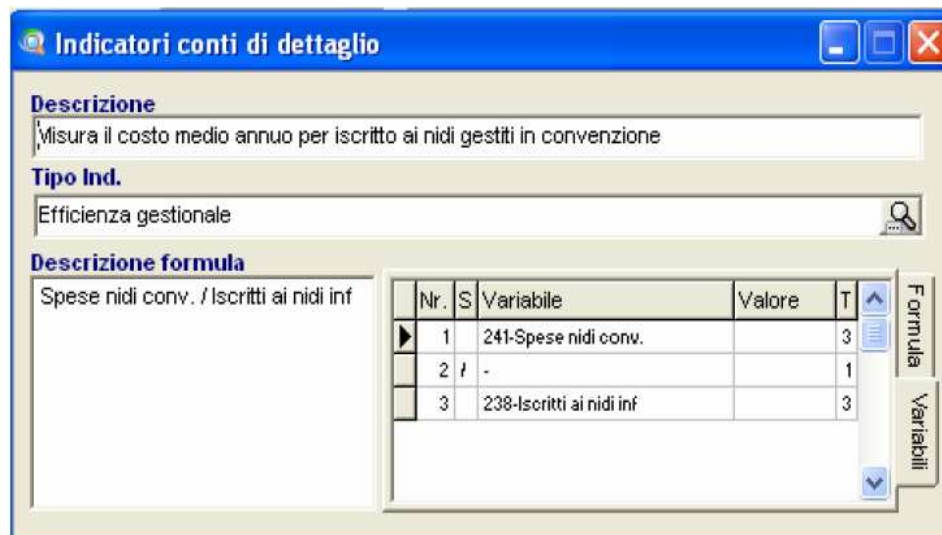 Indicatori conti di dettaglio
Descrizione
Misura il costo medio annuo per iscritto ai nidi gestiti in convenzione
Tipo Ind.
Efficienza gestionale
Descrizione formula
Spese nidi conv. / Iscritti ai nidi inf
Nr. S Variabile Valore T
1 241-Spese nidi conv. 3
2 / - 1
3 238-Iscritti ai nidi inf 3
Formula
Variabili